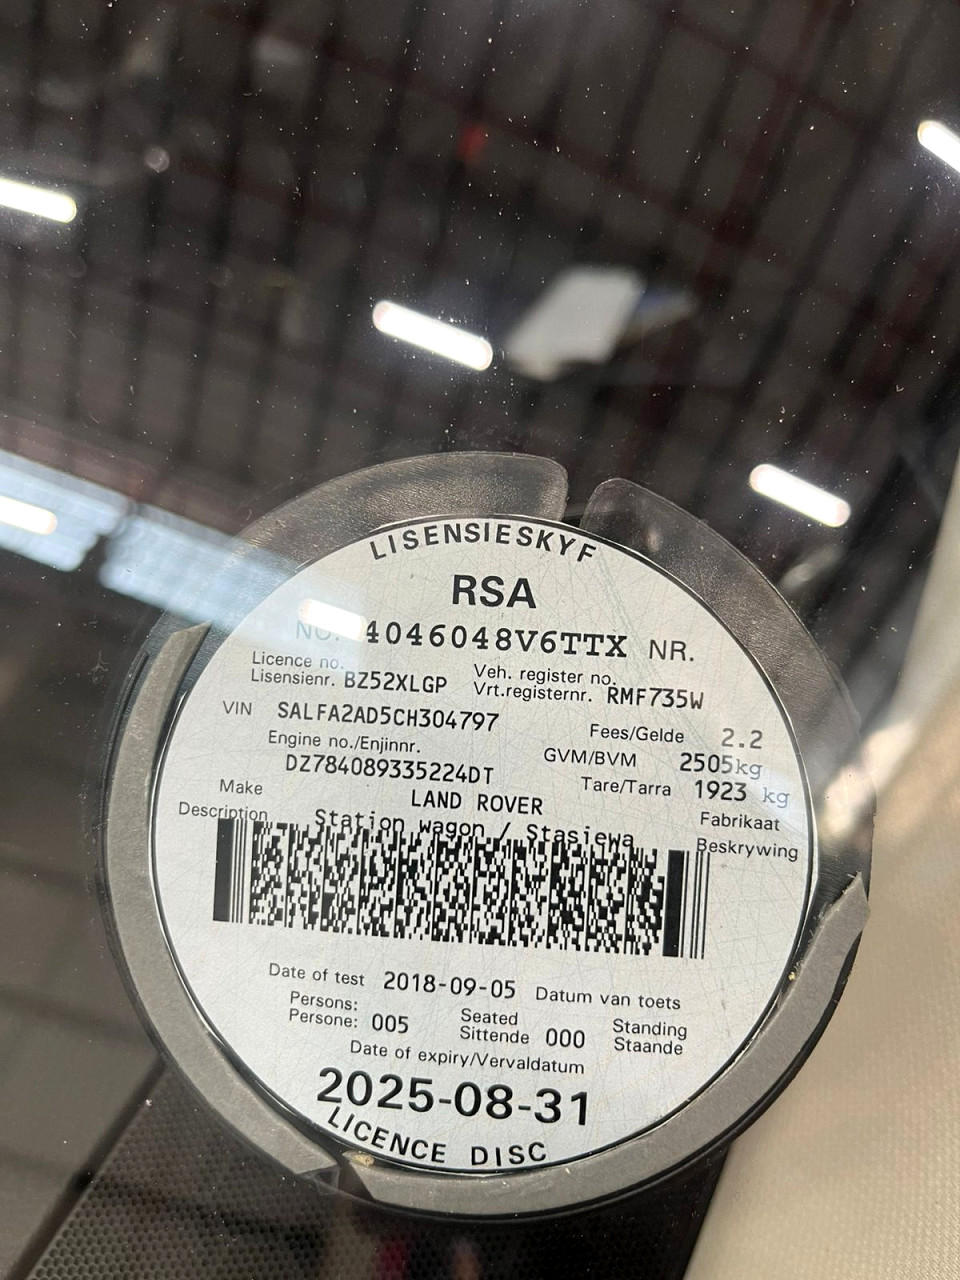 LISENSIESKYF
RSA
NO. 4046048V6TTX NR.
Licence no. Veh. register no.
Lisensienr. BZ52XLGP Vrt.registernr. RMF735W
VIN SALFA2AD5CH304797 Fees/Gelde 2.2
Engine no./Enjinnr. GVM/BVM 2505kg
DZ784089335224DT Tare/Tarra 1923 kg
Make LAND ROVER Fabrikaat
Description Station wagon / Stasiewa Beskrywing
Date of test 2018-09-05 Datum van toets
Persons: Seated Standing
Persone: 005 Sittende 000 Staande
Date of expiry/Vervaldatum
2025-08-31
LICENCE DISC